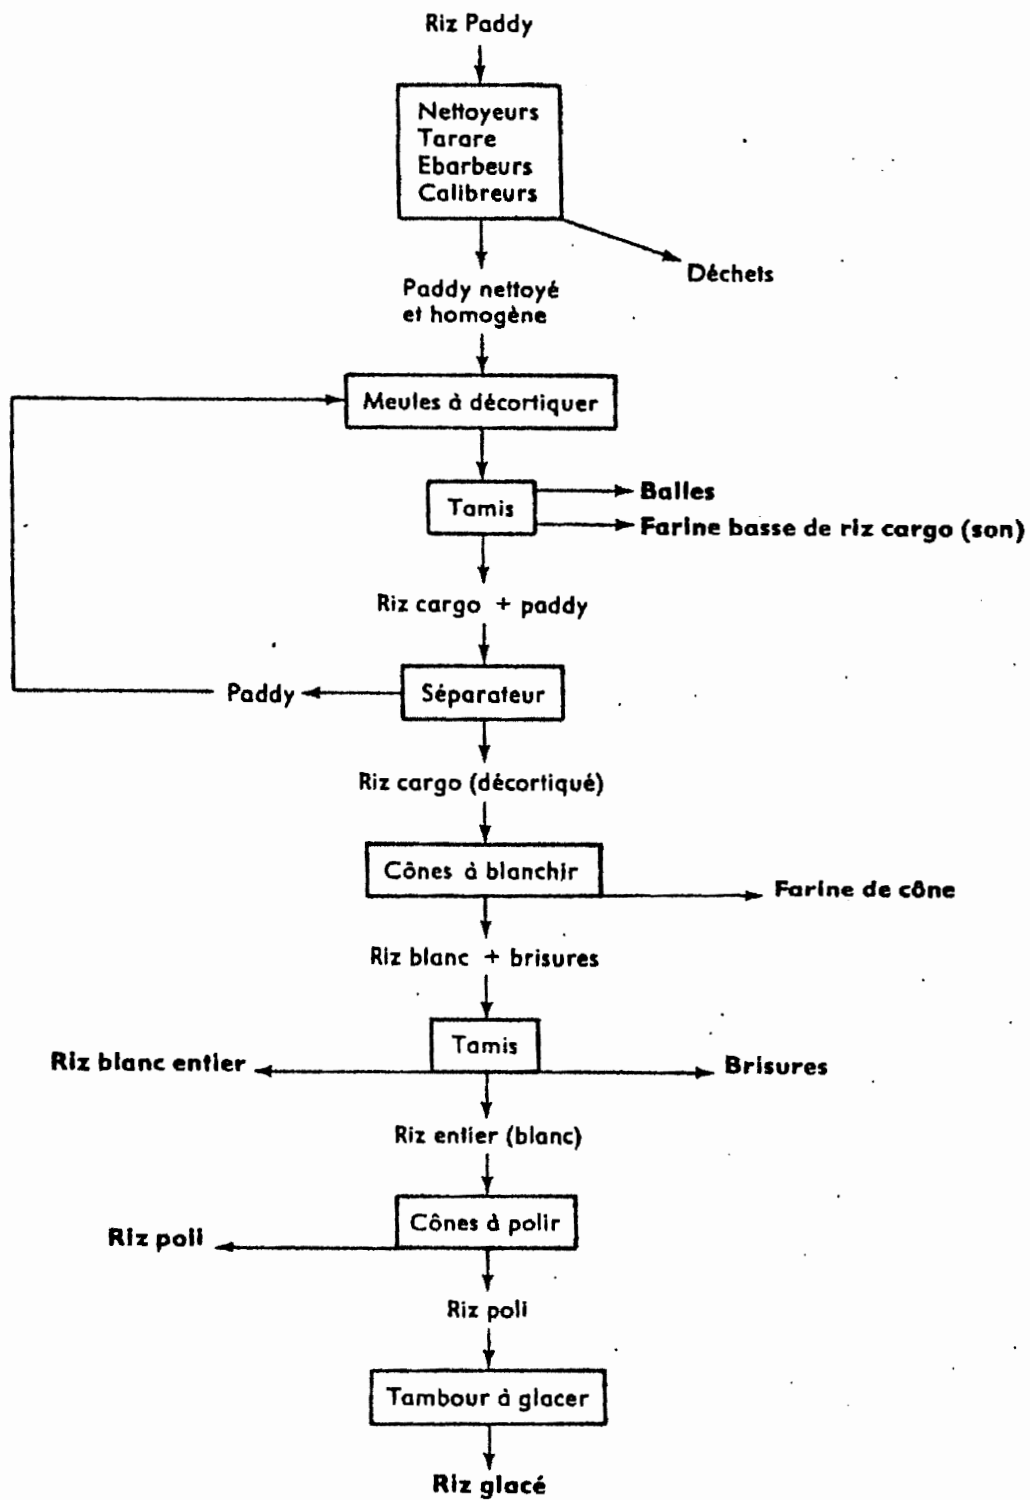 Riz Paddy
Nettoyeurs
Tarare
Ebarbeurs
Calibreurs
Déchets
Paddy nettoyé
et homogène
Meules à décortiquer
Tamis
Balles
Farine basse de riz cargo (son)
Riz cargo + paddy
Paddy
Séparateur
Riz cargo (décortiqué)
Cônes à blanchir
Farine de cône
Riz blanc + brisures
Tamis
Riz blanc entier
Brisures
Riz entier (blanc)
Cônes à polir
Riz poli
Riz poli
Tambour à glacer
Riz glacé